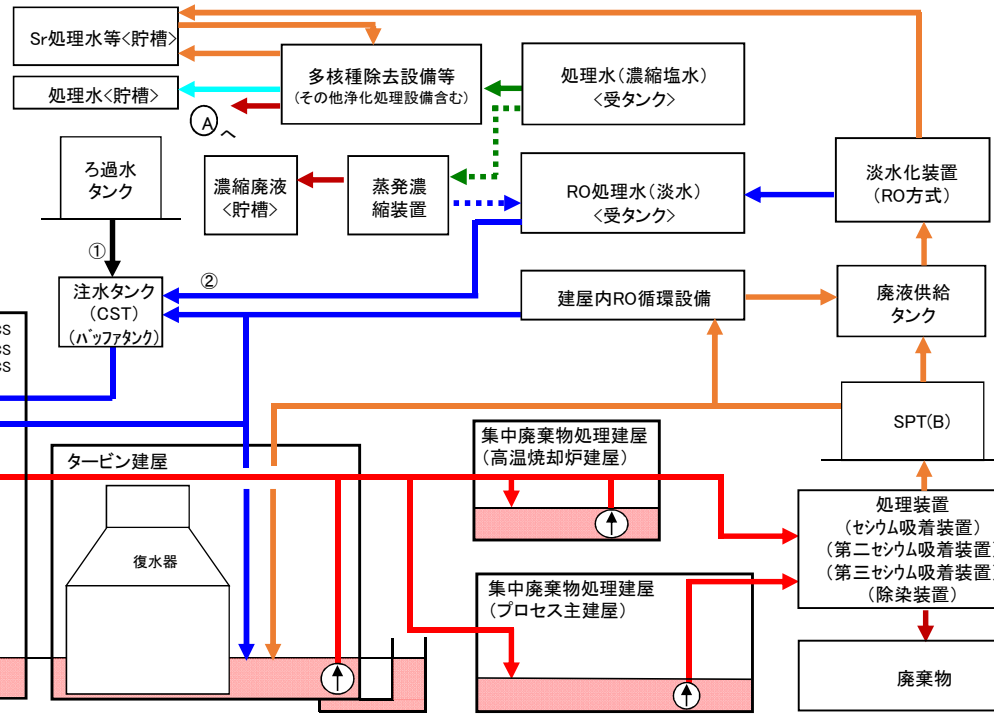 Sr処理水等<貯槽>
処理水<貯槽>
多核種除去設備等
(その他浄化処理設備含む)
処理水(濃縮塩水)
<受タンク>
Aへ
ろ過水
タンク
濃縮廃液
<貯槽>
蒸発濃
縮装置
RO処理水(淡水)
<受タンク>
淡水化装置
(RO方式)
①
②
注水タンク
(CST)
(バッファタンク)
建屋内RO循環設備
廃液供給
タンク
CS
CS
CS
SPT(B)
タービン建屋
復水器
集中廃棄物処理建屋
(高温焼却炉建屋)
処理装置
(セシウム吸着装置)
(第二セシウム吸着装置)
(第三セシウム吸着装置)
(除染装置)
集中廃棄物処理建屋
(プロセス主建屋)
廃棄物